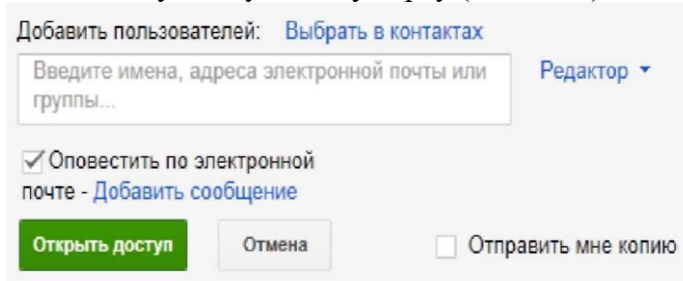 Добавить пользователей: Выбрать в контактах
Введите имена, адреса электронной почты или
группы...
Редактор
Оповестить по электронной
почте - Добавить сообщение
Открыть доступ Отмена Отправить мне копию